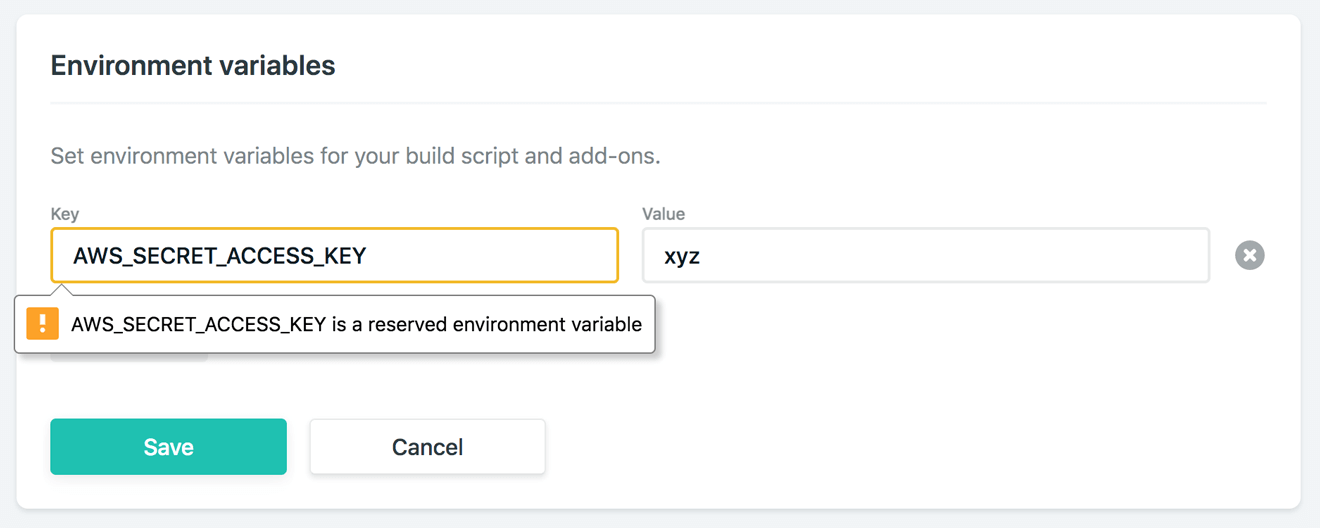 Environment variables
Set environment variables for your build script and add-ons.
Key
Value
AWS_SECRET_ACCESS_KEY
xyz
AWS_SECRET_ACCESS_KEY is a reserved environment variable
Save
Cancel